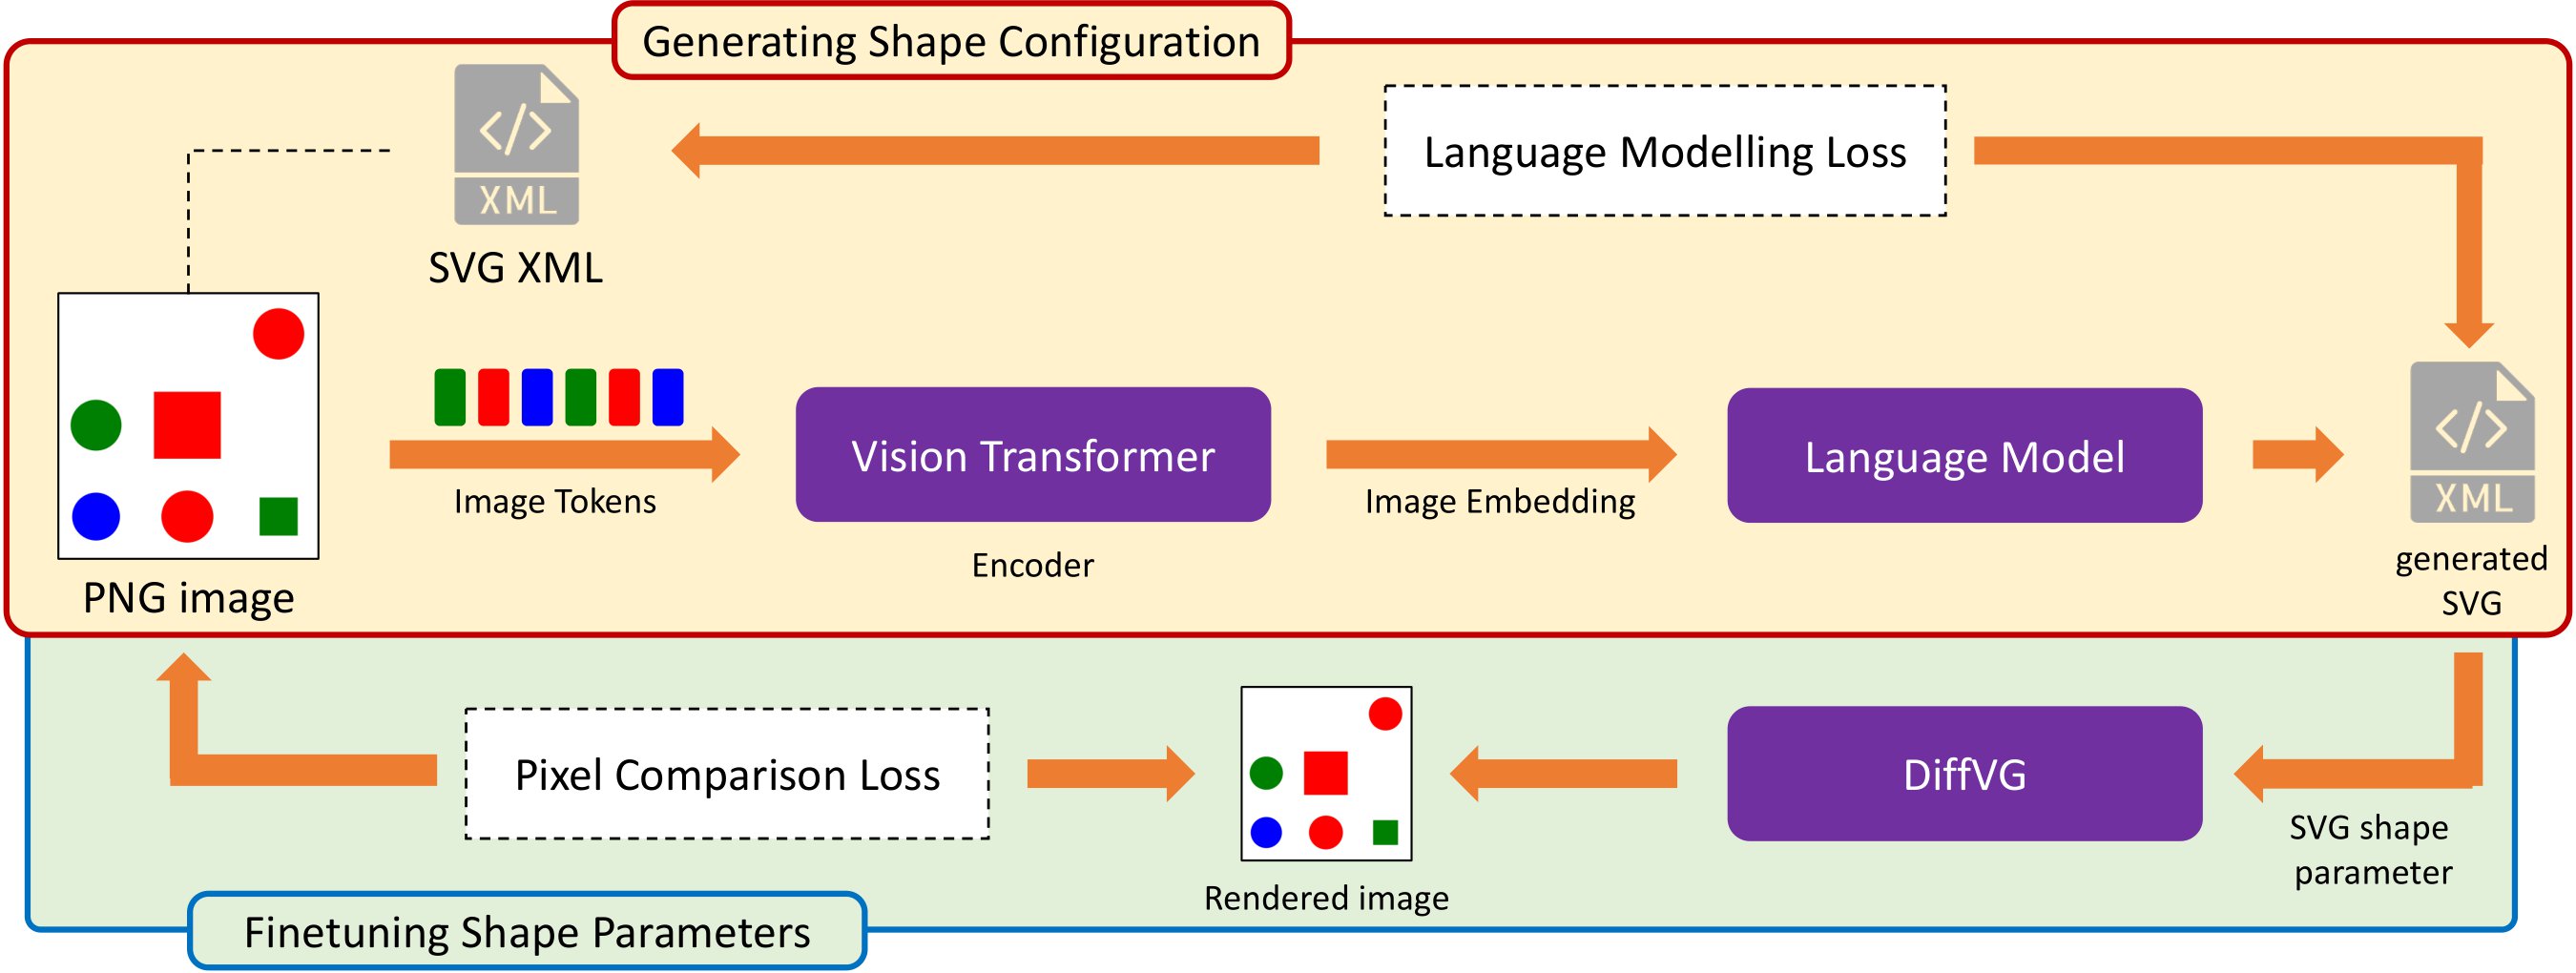 Generating Shape Configuration
</>
XML
SVG XML
Language Modelling Loss
PNG image
Image Tokens
Vision Transformer
Encoder
Image Embedding
Language Model
</>
XML
generated
SVG
Pixel Comparison Loss
Rendered image
DiffVG
SVG shape
parameter
Finetuning Shape Parameters